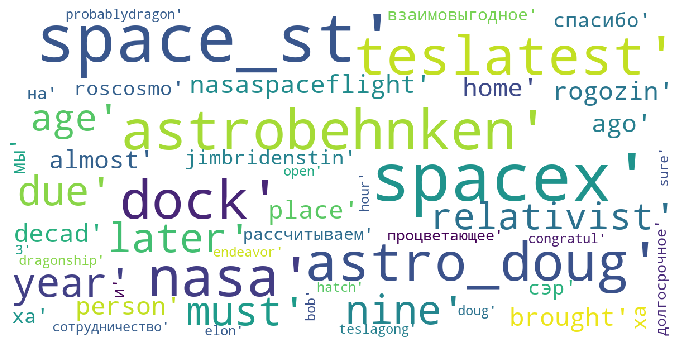 probablydragon'
взаимовыгодное'
спасибо'
space_st'
teslatest'
на'
roscosmo'
nasaspaceflight'
home'
rogozin'
age'
astrobehnken'
ago'
мы'
almost'
jimbridenstin'
open'
hour'
sure'
due'
dock'
spacex'
place'
relativist'
decad'
later'
рассчитываем'
процветающее'
congratul'
3'
dragonship'
endeavor'
year'
и'
nasa'
astro_doug'
hatch'
сэр'
долгосрочное'
person'
must'
bob'
nine'
doug'
brought'
ха'
ха
сотрудничество'
elon'
teslagong'